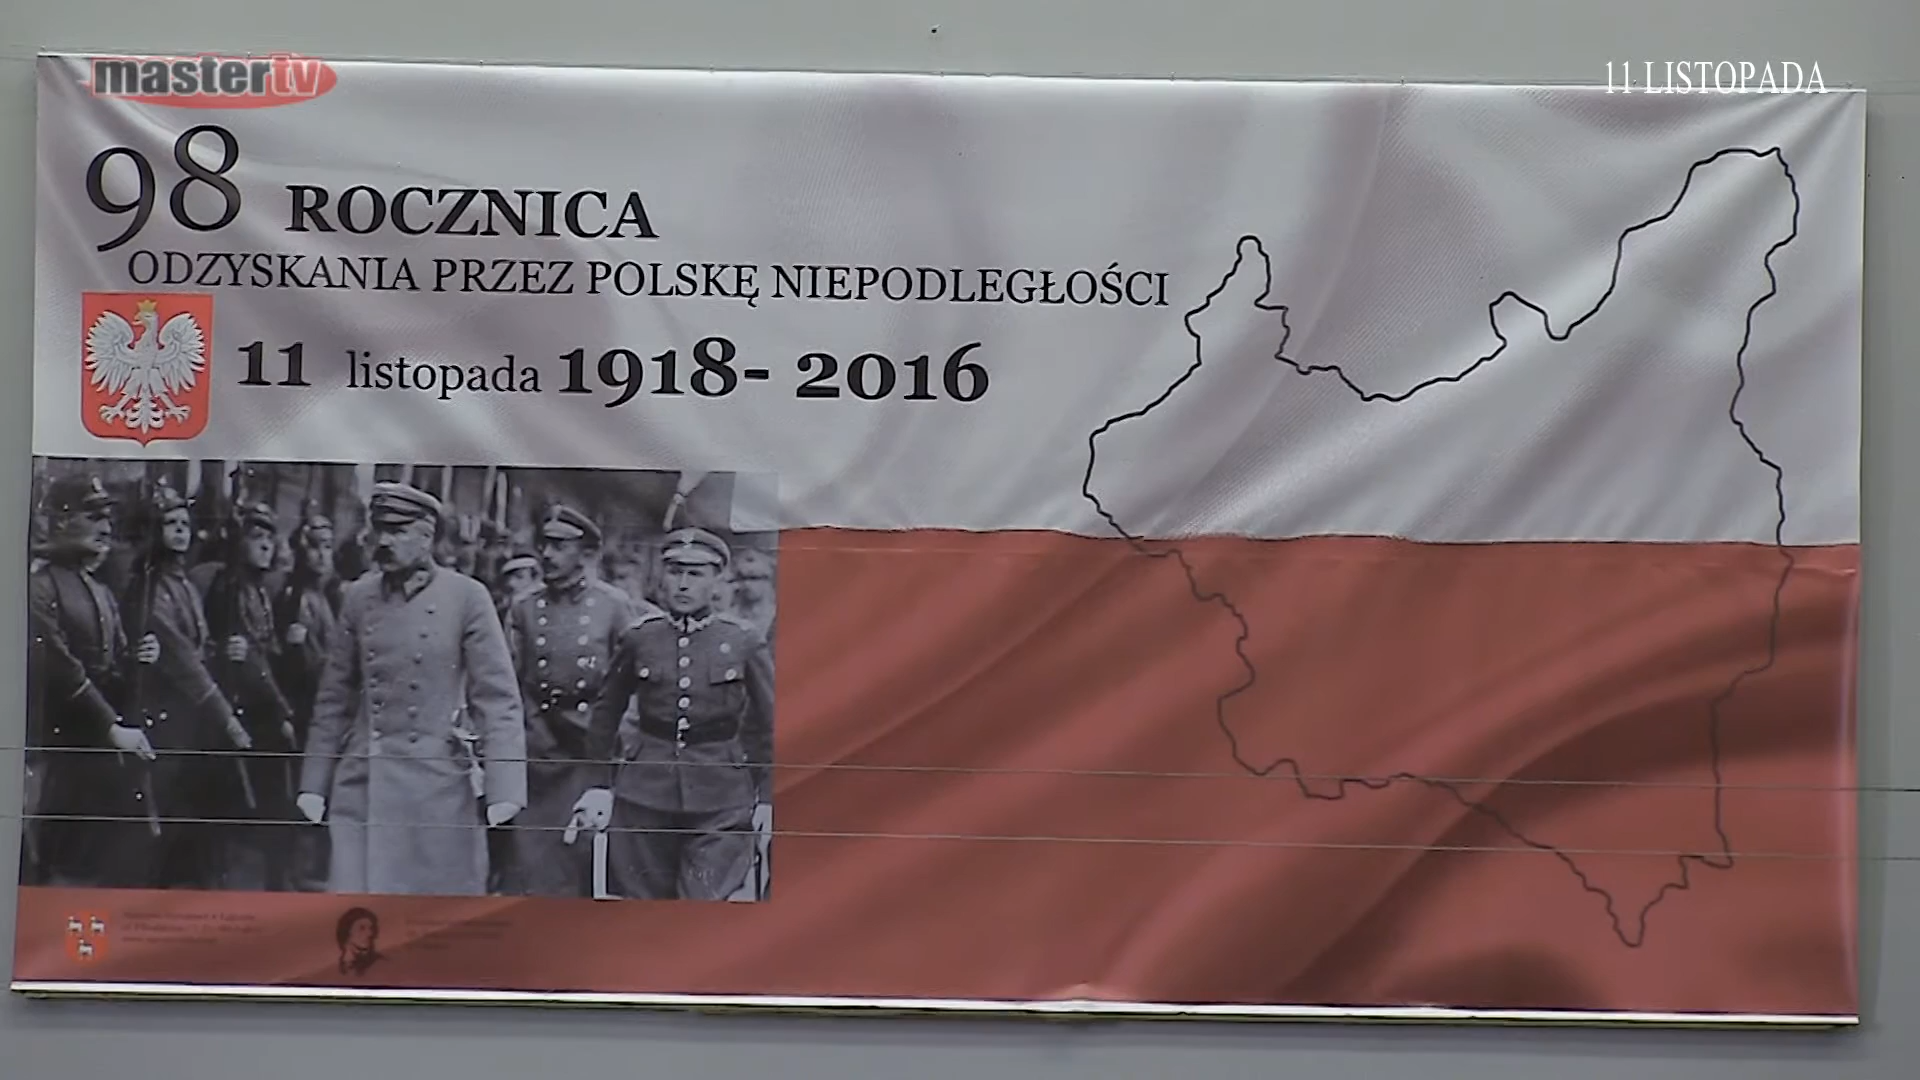 mastertv
11 LISTOPADA
98 ROCZNICA
ODZYSKANIA PRZEZ POLSKĘ NIEPODLEGŁOŚCI
11 listopada 1918- 2016